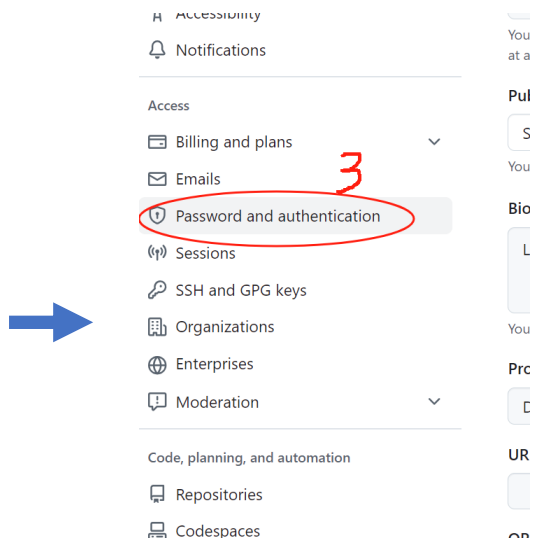 Accessibility
Notifications
Access
Billing and plans
3
Emails
Password and authentication
Sessions
SSH and GPG keys
Organizations
Enterprises
Moderation
Code, planning, and automation
Repositories
Codespaces
You
at a
Pub
S
You
Bio
L
You
Pro
D
UR